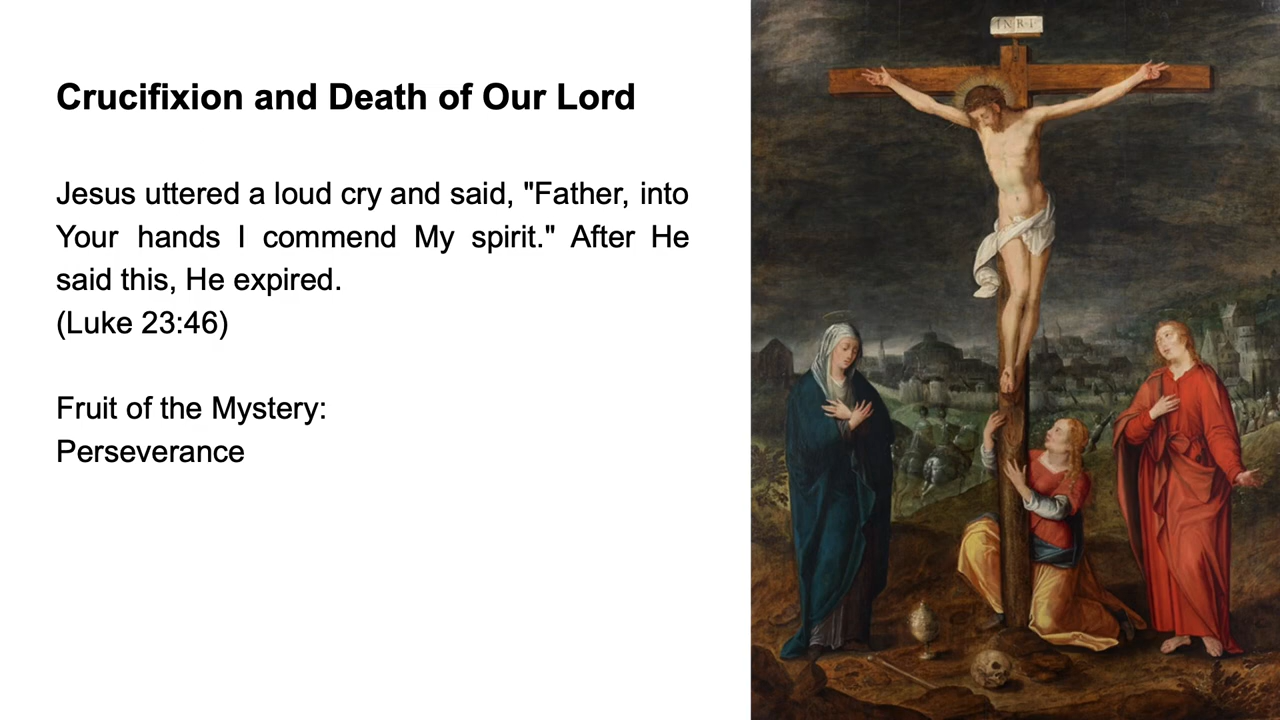 Crucifixion and Death of Our Lord
Jesus uttered a loud cry and said, "Father, into
Your hands I commend My spirit." After He
said this, He expired.
(Luke 23:46)
Fruit of the Mystery:
Perseverance
INRI